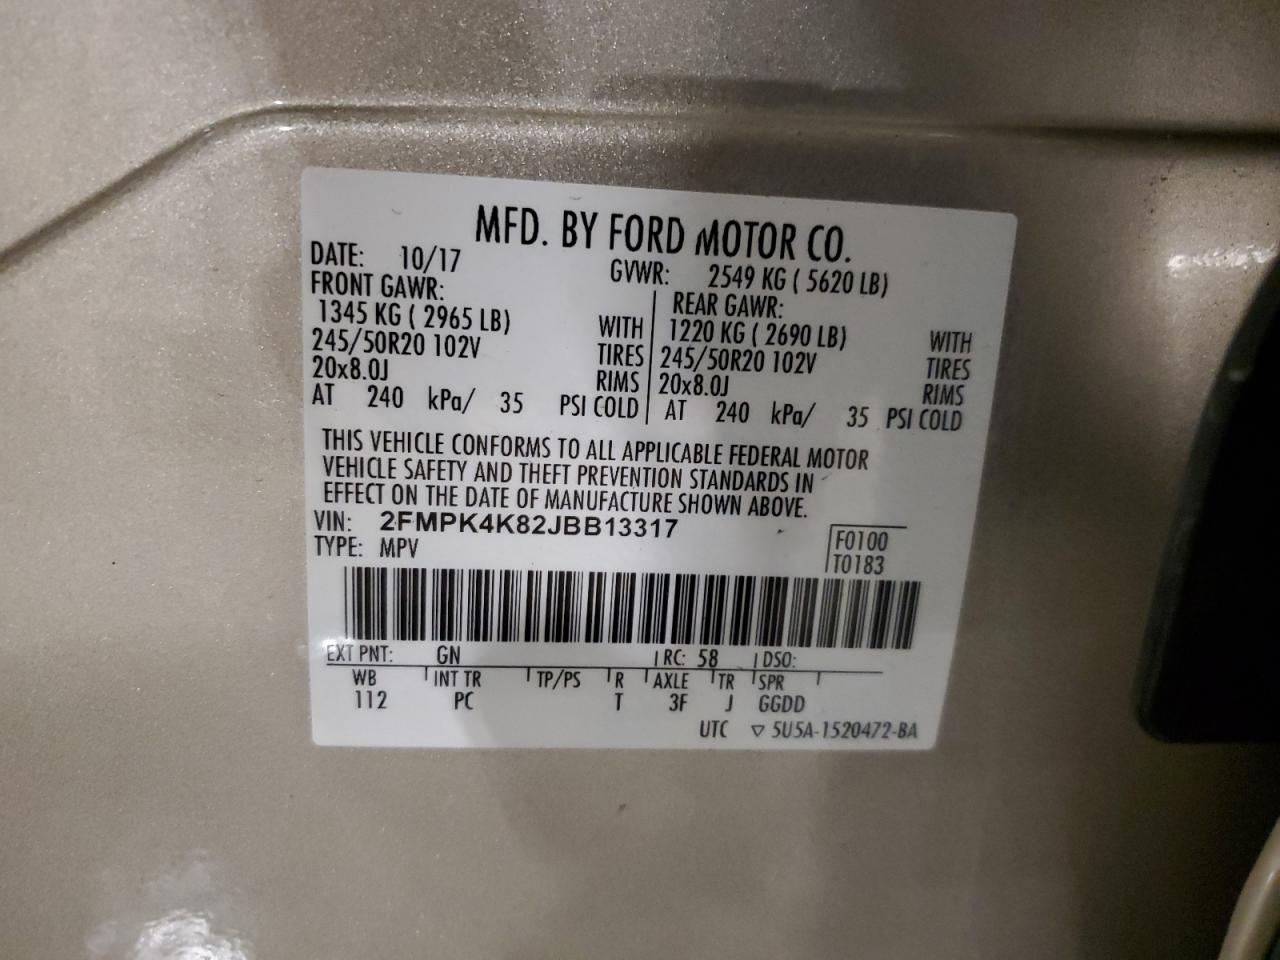 MFD. BY FORD MOTOR CO.
DATE: 10/17 GVWR: 2549 KG ( 5620 LB)
FRONT GAWR: REAR GAWR:
1345 KG ( 2965 LB) WITH 1220 KG ( 2690 LB) WITH
245/50R20 102V TIRES 245/50R20 102V TIRES
20x8.0J RIMS 20x8.0J RIMS
AT 240 kPa/ 35 PSI COLD AT 240 kPa/ 35 PSI COLD
THIS VEHICLE CONFORMS TO ALL APPLICABLE FEDERAL MOTOR
VEHICLE SAFETY AND THEFT PREVENTION STANDARDS IN
EFFECT ON THE DATE OF MANUFACTURE SHOWN ABOVE.
VIN: 2FMPK4K82JBB13317 F0100
TYPE: MPV T0183
EXT PNT: GN RC: 58 DSO:
WB INT TR TP/PS R AXLE TR SPR
112 PC T 3F J GGDD
UTC ▽ 5U5A-1520472-BA